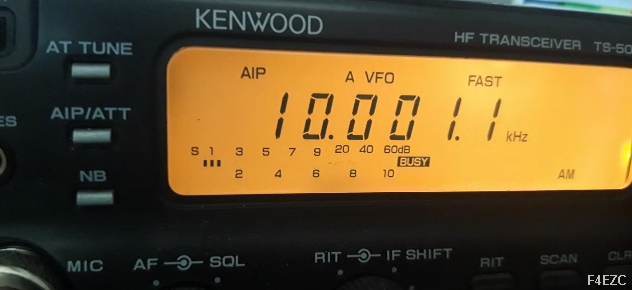 KENWOOD
HF TRANSCEIVER TS-50
AT TUNE
AIP A VFO FAST
AIP/ATT
10.001.1 kHz
S 1 3 5 7 9 20 40 60dB
BUSY
2 4 6 8 10
AM
NB
MIC AF SQL RIT IF SHIFT RIT SCAN CLR
F4EZC